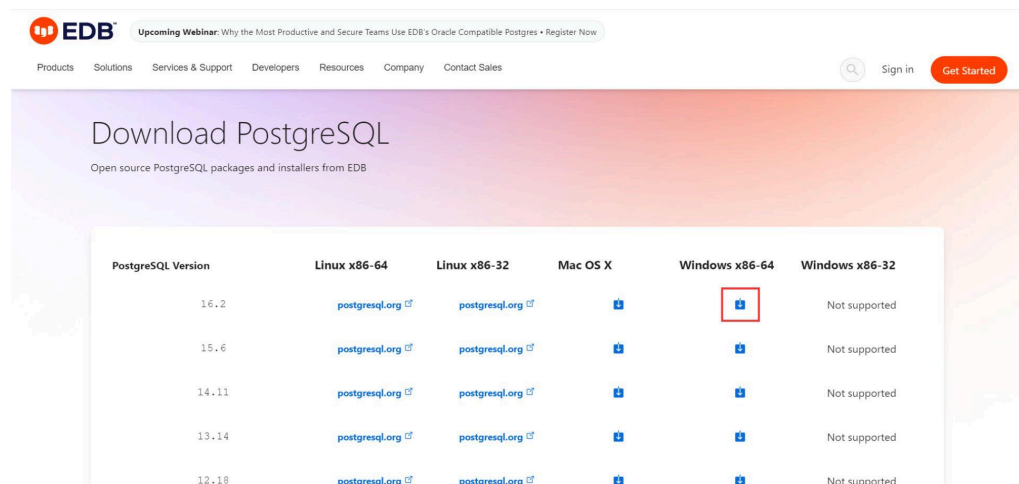 EDB
Upcoming Webinar: Why the Most Productive and Secure Teams Use EDB's Oracle Compatible Postgres • Register Now
Products Solutions Services & Support Developers Resources Company Contact Sales Sign in Get Started
Download PostgreSQL
Open source PostgreSQL packages and installers from EDB
PostgreSQL Version Linux x86-64 Linux x86-32 Mac OS X Windows x86-64 Windows x86-32
16.2 postgresql.org postgresql.org Not supported
15.6 postgresql.org postgresql.org Not supported
14.11 postgresql.org postgresql.org Not supported
13.14 postgresql.org postgresql.org Not supported
12.18 postgresql.org postgresql.org Not supported